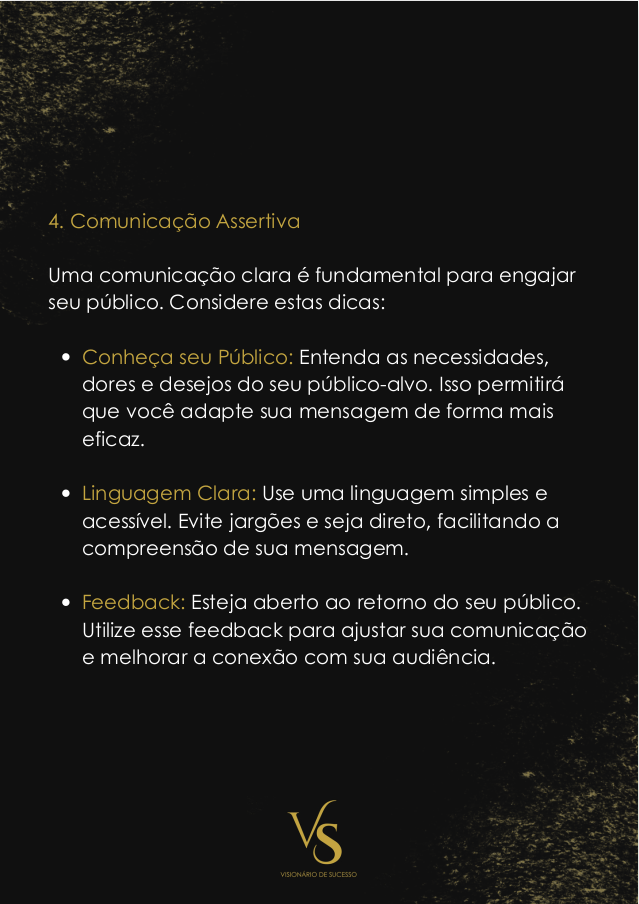 4. Comunicação Assertiva
Uma comunicação clara é fundamental para engajar
seu público. Considere estas dicas:
• Conheça seu Público: Entenda as necessidades,
dores e desejos do seu público-alvo. Isso permitirá
que você adapte sua mensagem de forma mais
eficaz.
• Linguagem Clara: Use uma linguagem simples e
acessível. Evite jargões e seja direto, facilitando a
compreensão de sua mensagem.
• Feedback: Esteja aberto ao retorno do seu público.
Utilize esse feedback para ajustar sua comunicação
e melhorar a conexão com sua audiência.
VS
VISIONÁRIO DE SUCESSO